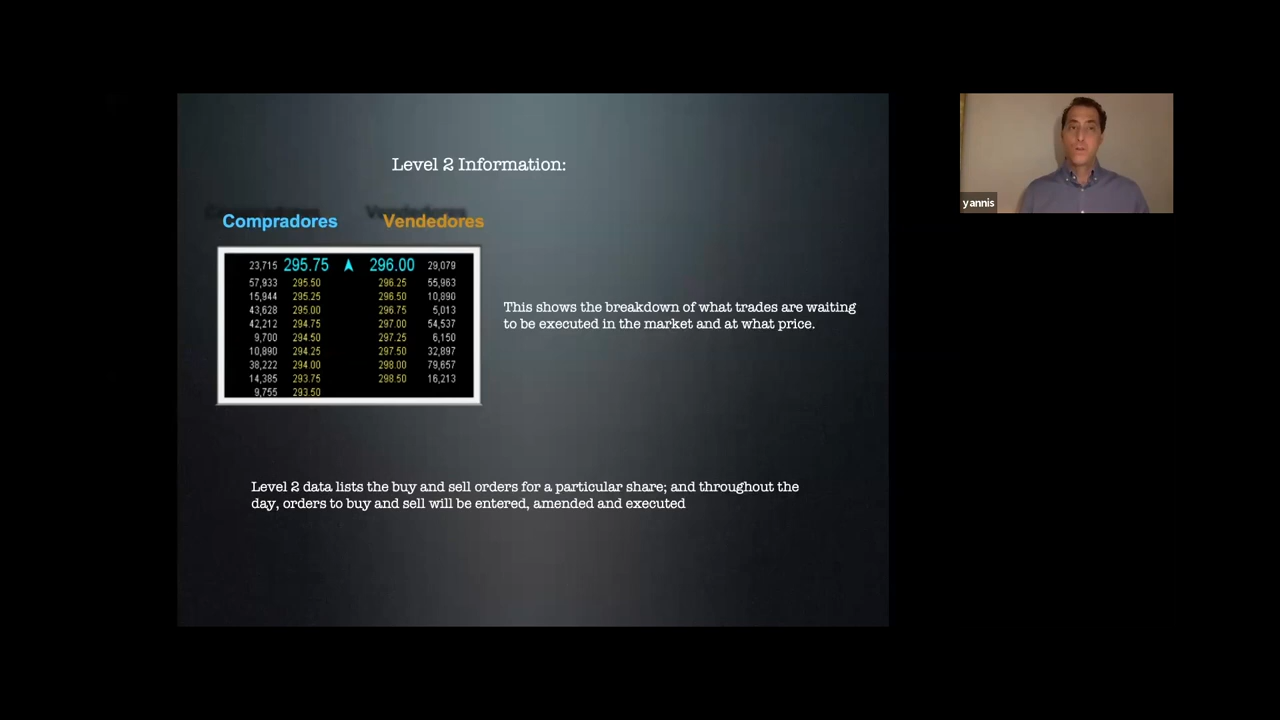 Level 2 Information:
Compradores Vendedores
23,715 295.75 296.00 29,079
57,933 295.50 296.25 55,963
15,944 295.25 296.50 10,890
43,628 295.00 296.75 5,013
42,212 294.75 297.00 54,537
9,700 294.50 297.25 6,150
10,890 294.25 297.50 32,897
38,222 294.00 298.00 79,657
14,385 293.75 298.50 16,213
9,755 293.50
This shows the breakdown of what trades are waiting
to be executed in the market and at what price.
Level 2 data lists the buy and sell orders for a particular share; and throughout the
day, orders to buy and sell will be entered, amended and executed
yannis